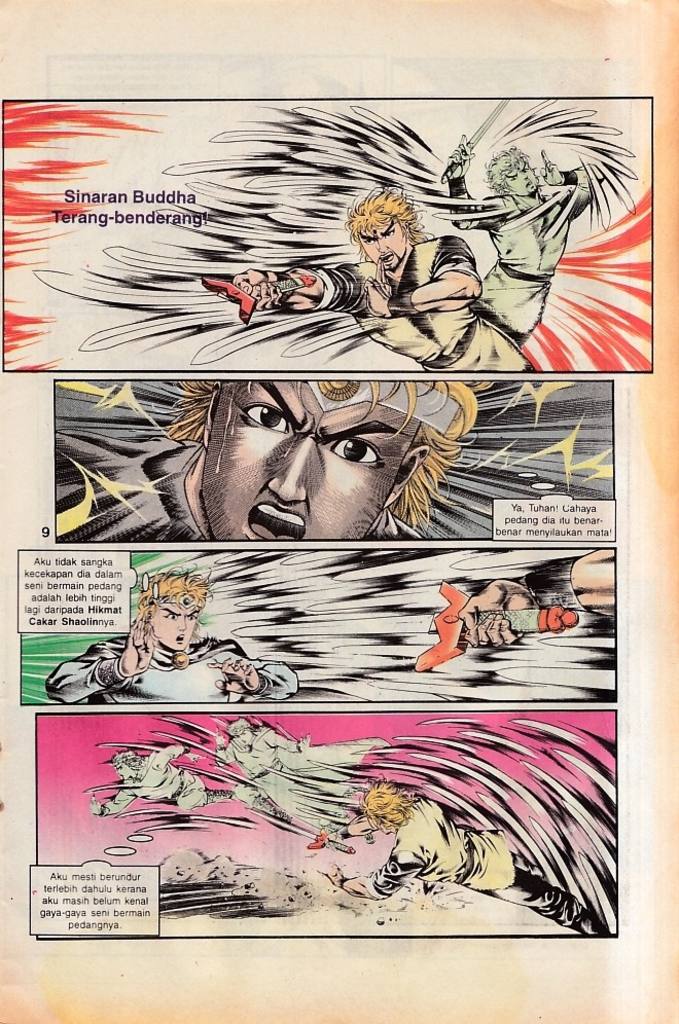 Sinaran Buddha
Terang-benderang!
Ya, Tuhan! Cahaya
pedang dia itu benar-
benar menyilaukan mata!
9
Aku tidak sangka
kecekapan dia dalam
seni bermain pedang
adalah lebih tinggi
lagi daripada Hikmat
Cakar Shaolinnya.
Aku mesti berundur
terlebih dahulu kerana
aku masih belum kenal
gaya-gaya seni bermain
pedangnya.